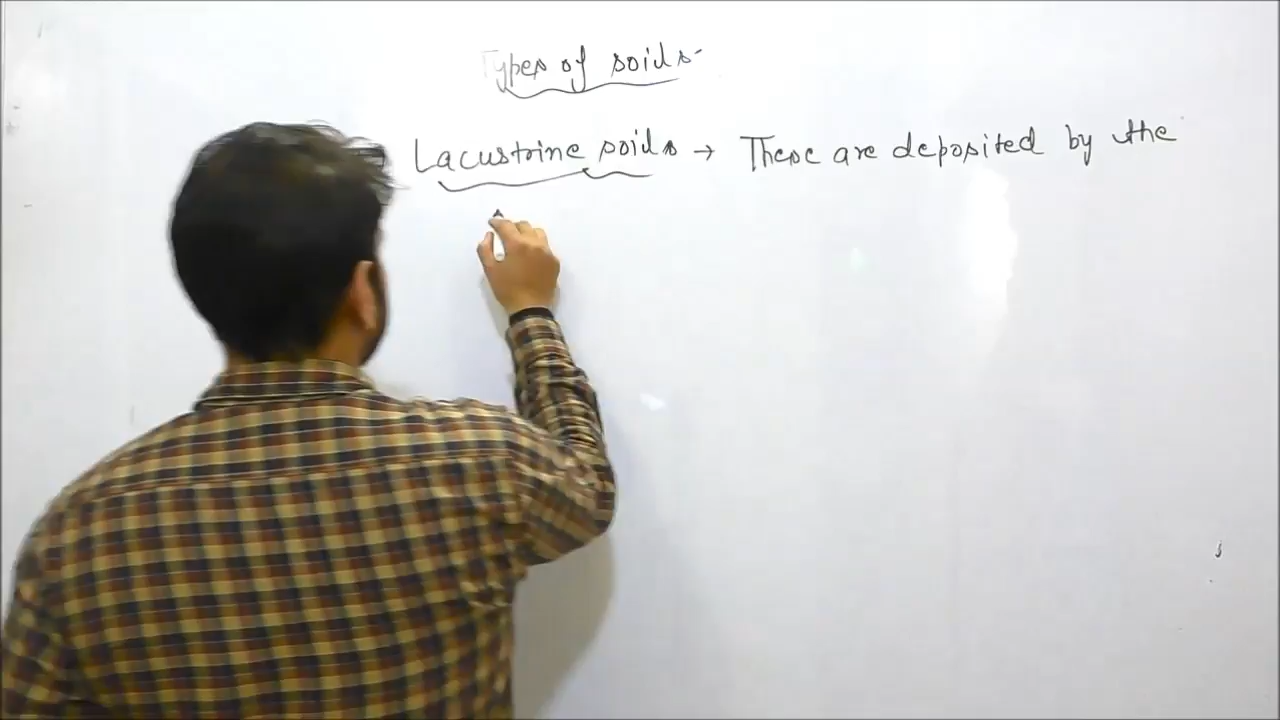 Types of soils-
Lacustrine soils → These are deposited by the